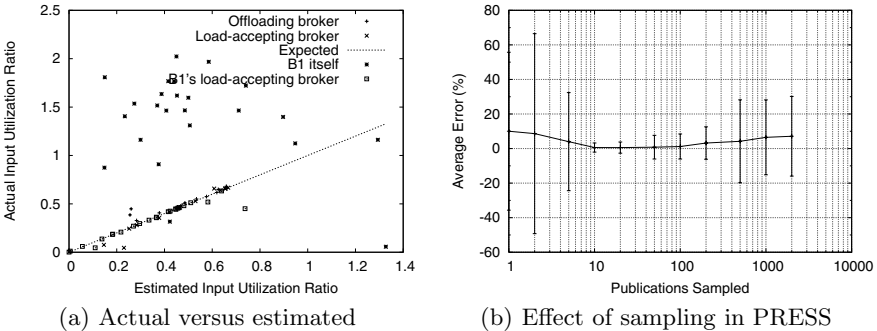 Actual Input Utilization Ratio
2.5
2
1.5
1
0.5
0
0 0.2 0.4 0.6 0.8 1 1.2 1.4
Estimated Input Utilization Ratio
Offloading broker
Load-accepting broker
Expected
B1 itself
B1's load-accepting broker
(a) Actual versus estimated
Average Error (%)
80
60
40
20
0
-20
-40
-60
1 10 100 1000 10000
Publications Sampled
(b) Effect of sampling in PRESS